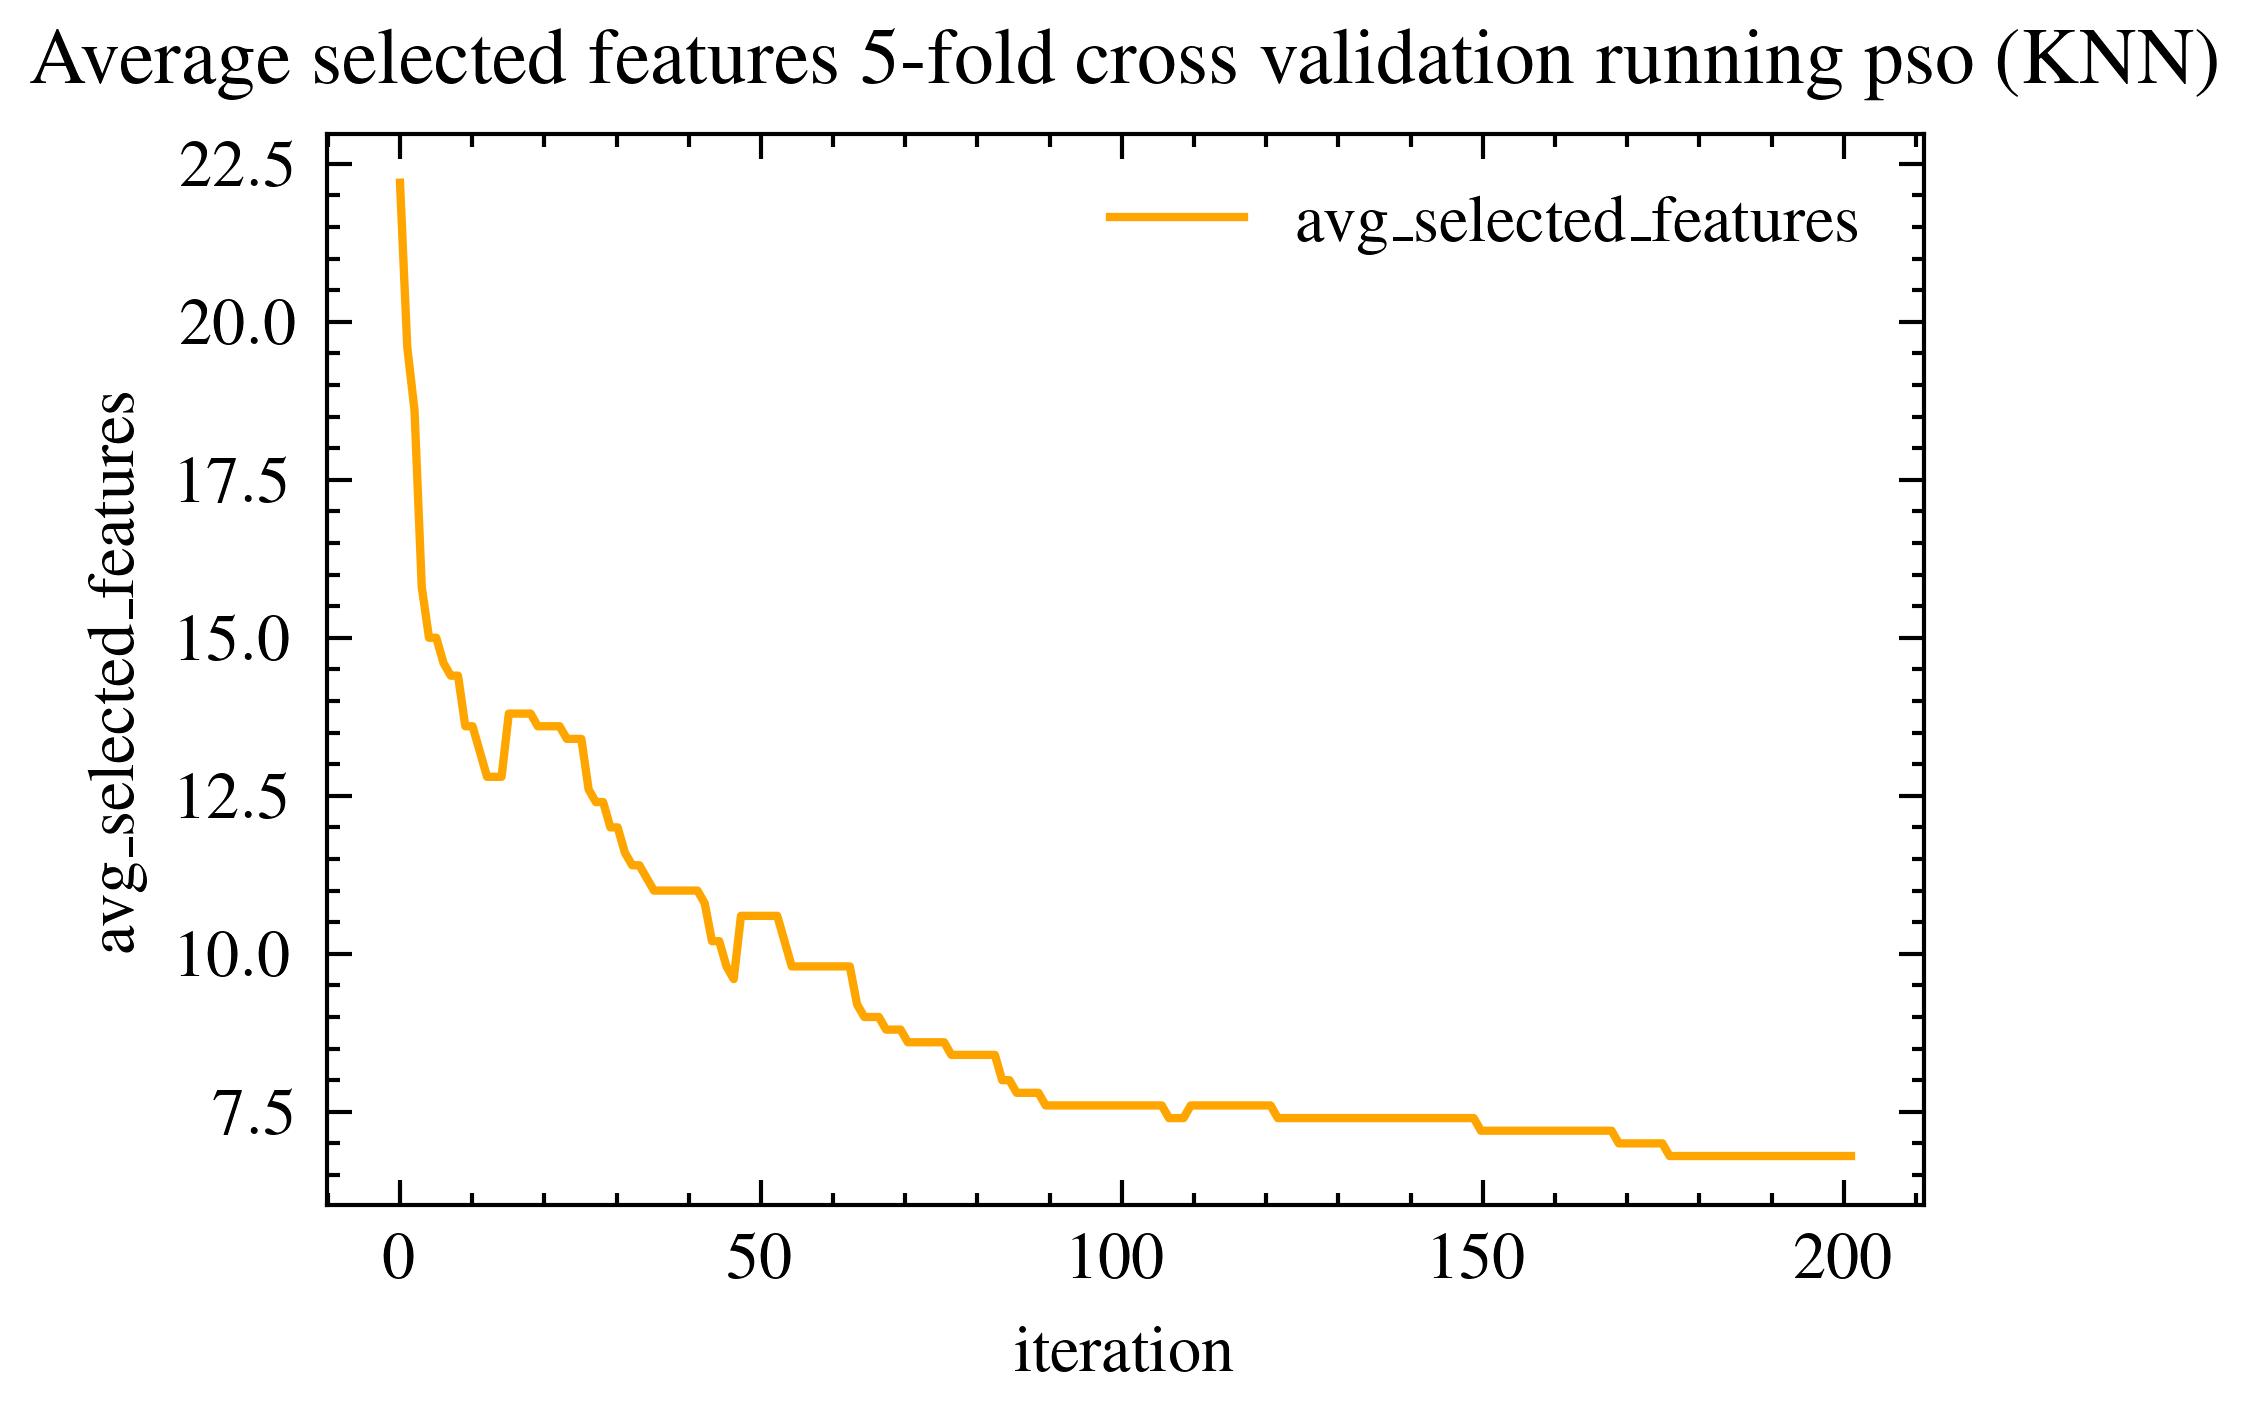 Average selected features 5-fold cross validation running pso (KNN)
avg_selected_features
22.5
20.0
17.5
15.0
12.5
10.0
7.5
avg_selected_features
0 50 100 150 200
iteration